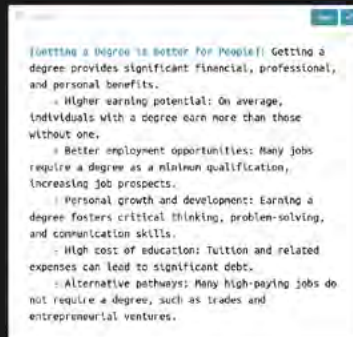 [Getting a Degree is Better for People]: Getting a
degree provides significant financial, professional,
and personal benefits.
+ Higher earning potential: On average,
individuals with a degree earn more than those
without one.
+ Better employment opportunities: Many jobs
require a degree as a minimum qualification,
increasing job prospects.
+ Personal growth and development: Earning a
degree fosters critical thinking, problem-solving,
and communication skills.
- High cost of education: Tuition and related
expenses can lead to significant debt.
- Alternative pathways: Many high-paying jobs do
not require a degree, such as trades and
entrepreneurial ventures.